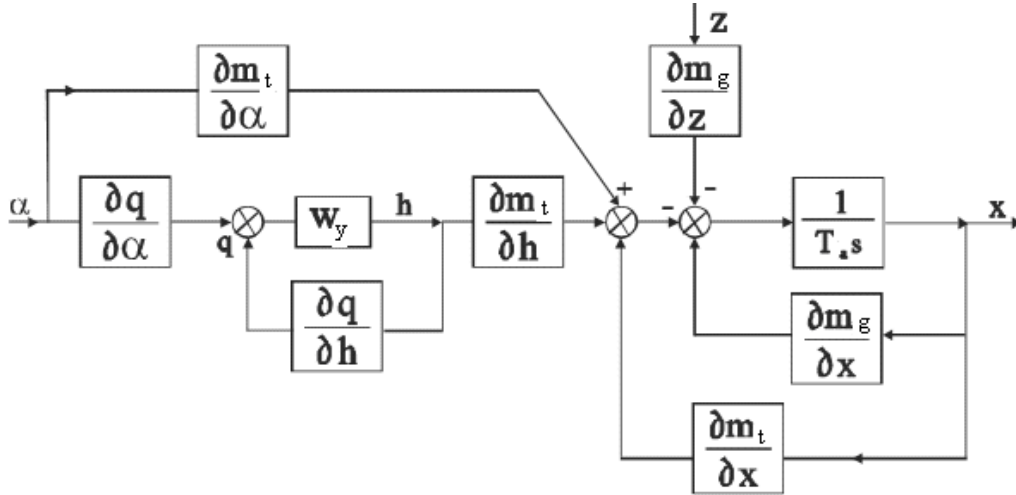 z
∂m_g
∂z
∂m_t
∂α
α
∂q
∂α
q
W_y
h
∂m_t
∂h
∂q
∂h
+
-
-
1
T_a s
x
∂m_g
∂x
∂m_t
∂x